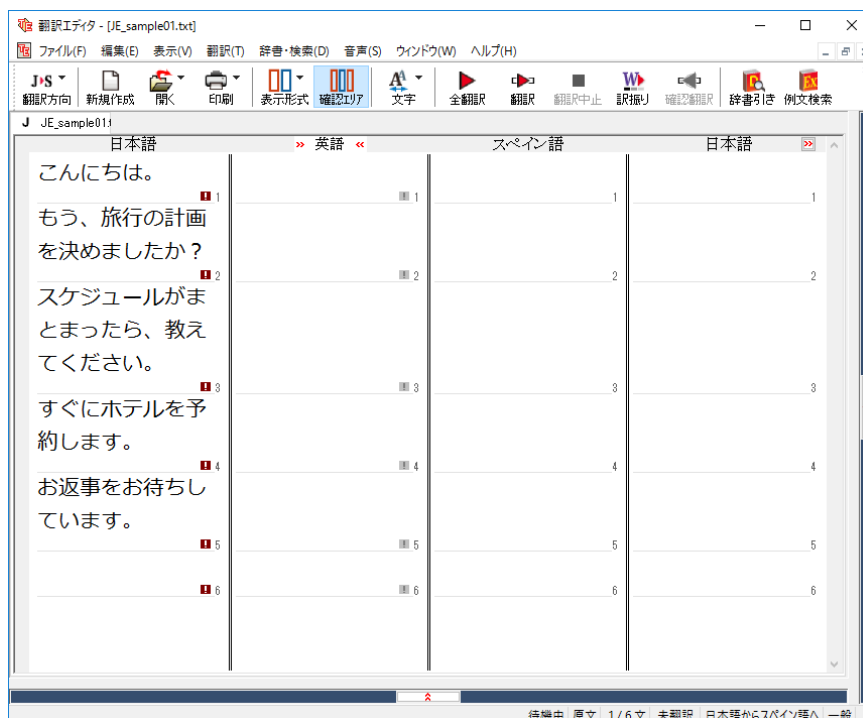 翻訳エディタ - [JE_sample01.txt]
ファイル(F) 編集(E) 表示(V) 翻訳(T) 辞書・検索(D) 音声(S) ウィンドウ(W) ヘルプ(H)
J▸S
翻訳方向 新規作成 開く 印刷 表示形式 確認エリア 文字 全翻訳 翻訳 翻訳中止 訳振り 確認翻訳 辞書引き 例文検索
J JE_sample01.t
日本語 » 英語 « スペイン語 日本語 »
こんにちは。
1 1 1 1
もう、旅行の計画
を決めましたか？
2 2 2 2
スケジュールがま
とまったら、教え
てください。
3 3 3 3
すぐにホテルを予
約します。
4 4 4 4
お返事をお待ちし
ています。
5 5 5 5
6 6 6 6
待機中 原文 1/6文 未翻訳 日本語からスペイン語へ 一般